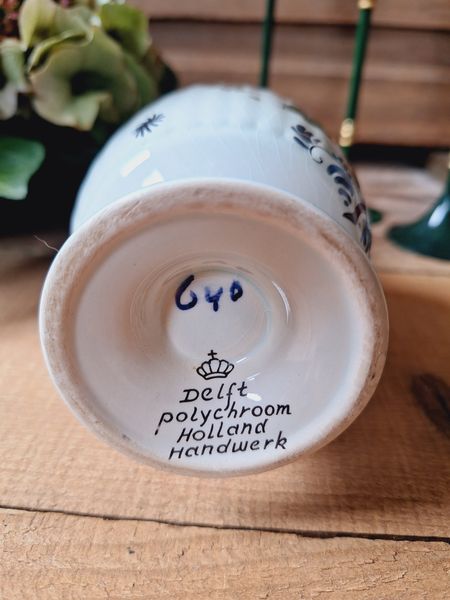 640
Delft
polychroom
Holland
Handwerk